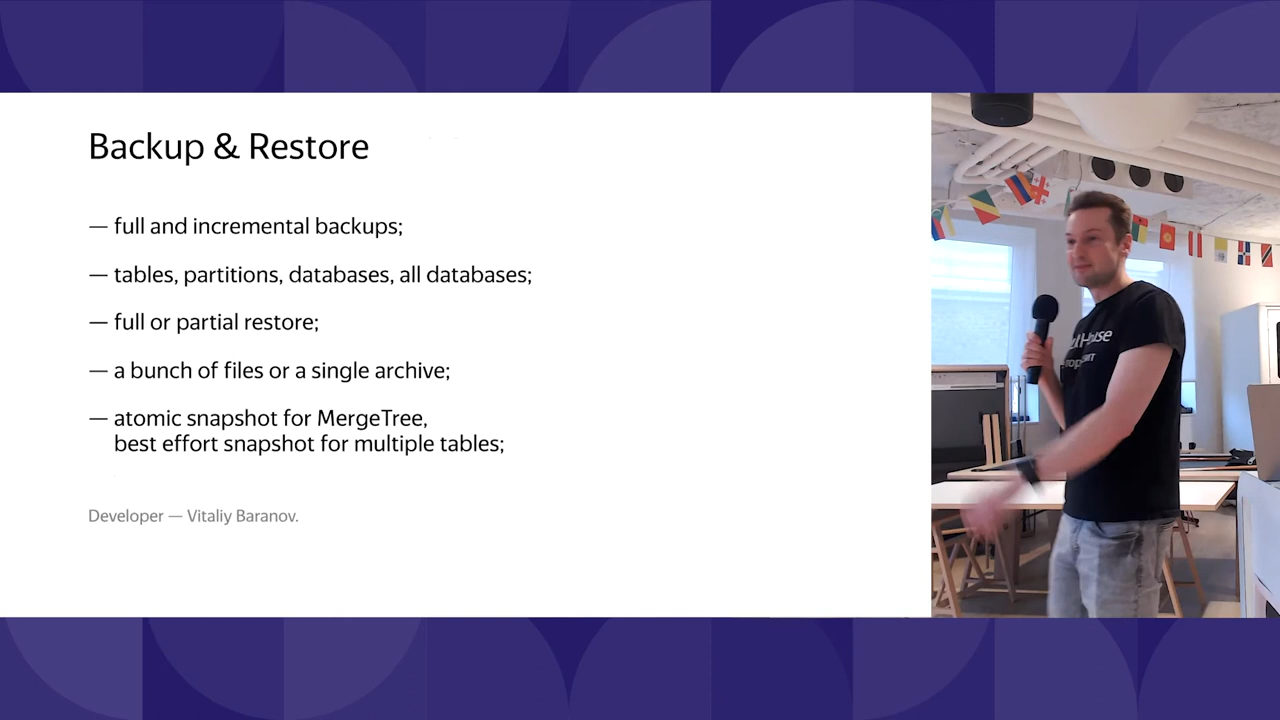 Backup & Restore
— full and incremental backups;
— tables, partitions, databases, all databases;
— full or partial restore;
— a bunch of files or a single archive;
— atomic snapshot for MergeTree,
best effort snapshot for multiple tables;
Developer — Vitaliy Baranov.